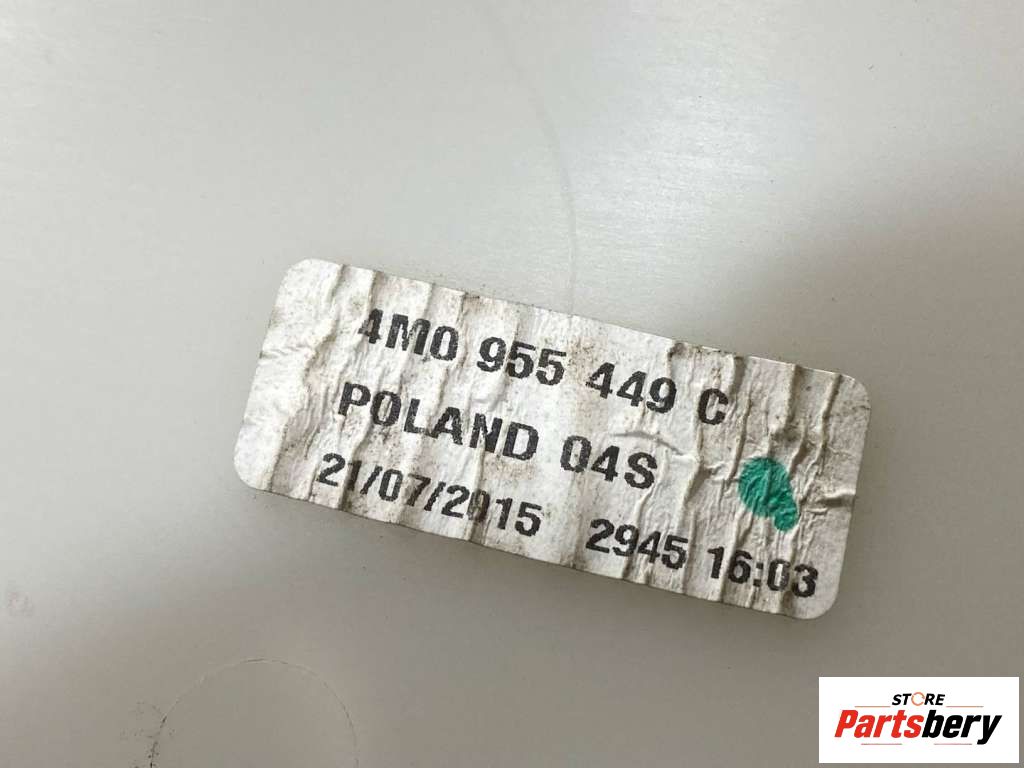 4M0 955 449 C
POLAND 04S
21/07/2015 2945 16:03
STORE
Partsbery